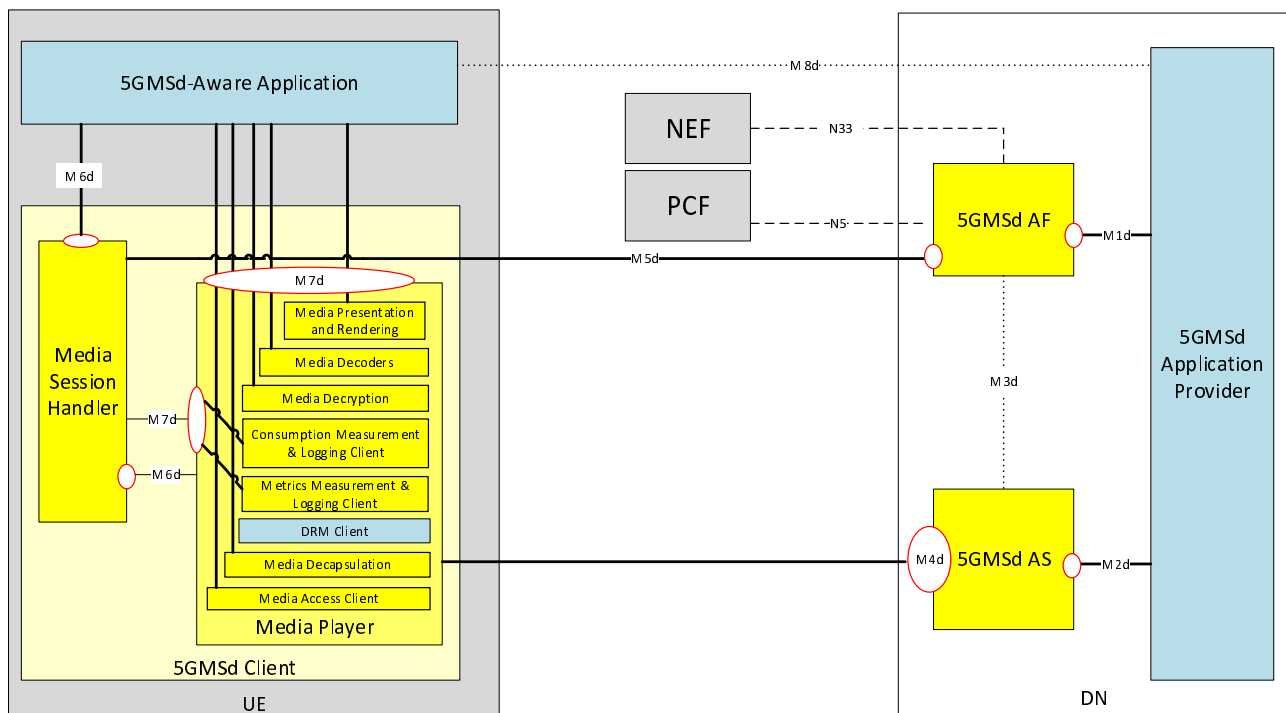 5GMSd-Aware Application
M 8d
NEF
N33
M 6d
PCF
N5
5GMSd AF
M 1d
M 5d
M 7d
Media Presentation
and Rendering
Media
Session
Handler
Media Decoders
5GMSd
Application
Provider
M 3d
Media Decryption
M 7d
Consumption Measurement
& Logging Client
M 6d
Metrics Measurement &
Logging Client
DRM Client
M4d
5GMSd AS
M 2d
Media Decapsulation
Media Access Client
Media Player
5GMSd Client
UE
DN